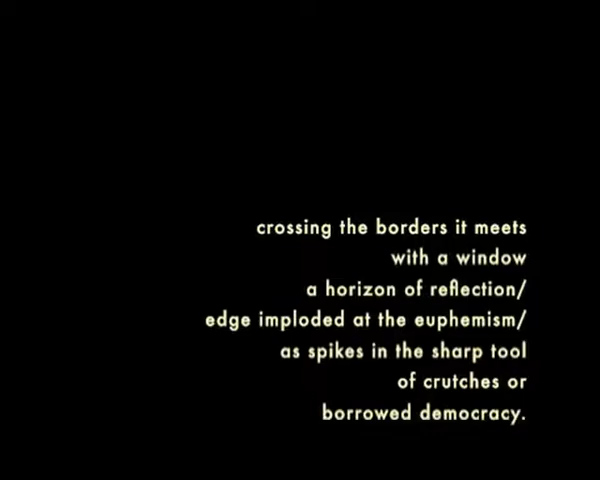 crossing the borders it meets
with a window
a horizon of reflection/
edge imploded at the euphemism/
as spikes in the sharp tool
of crutches or
borrowed democracy.